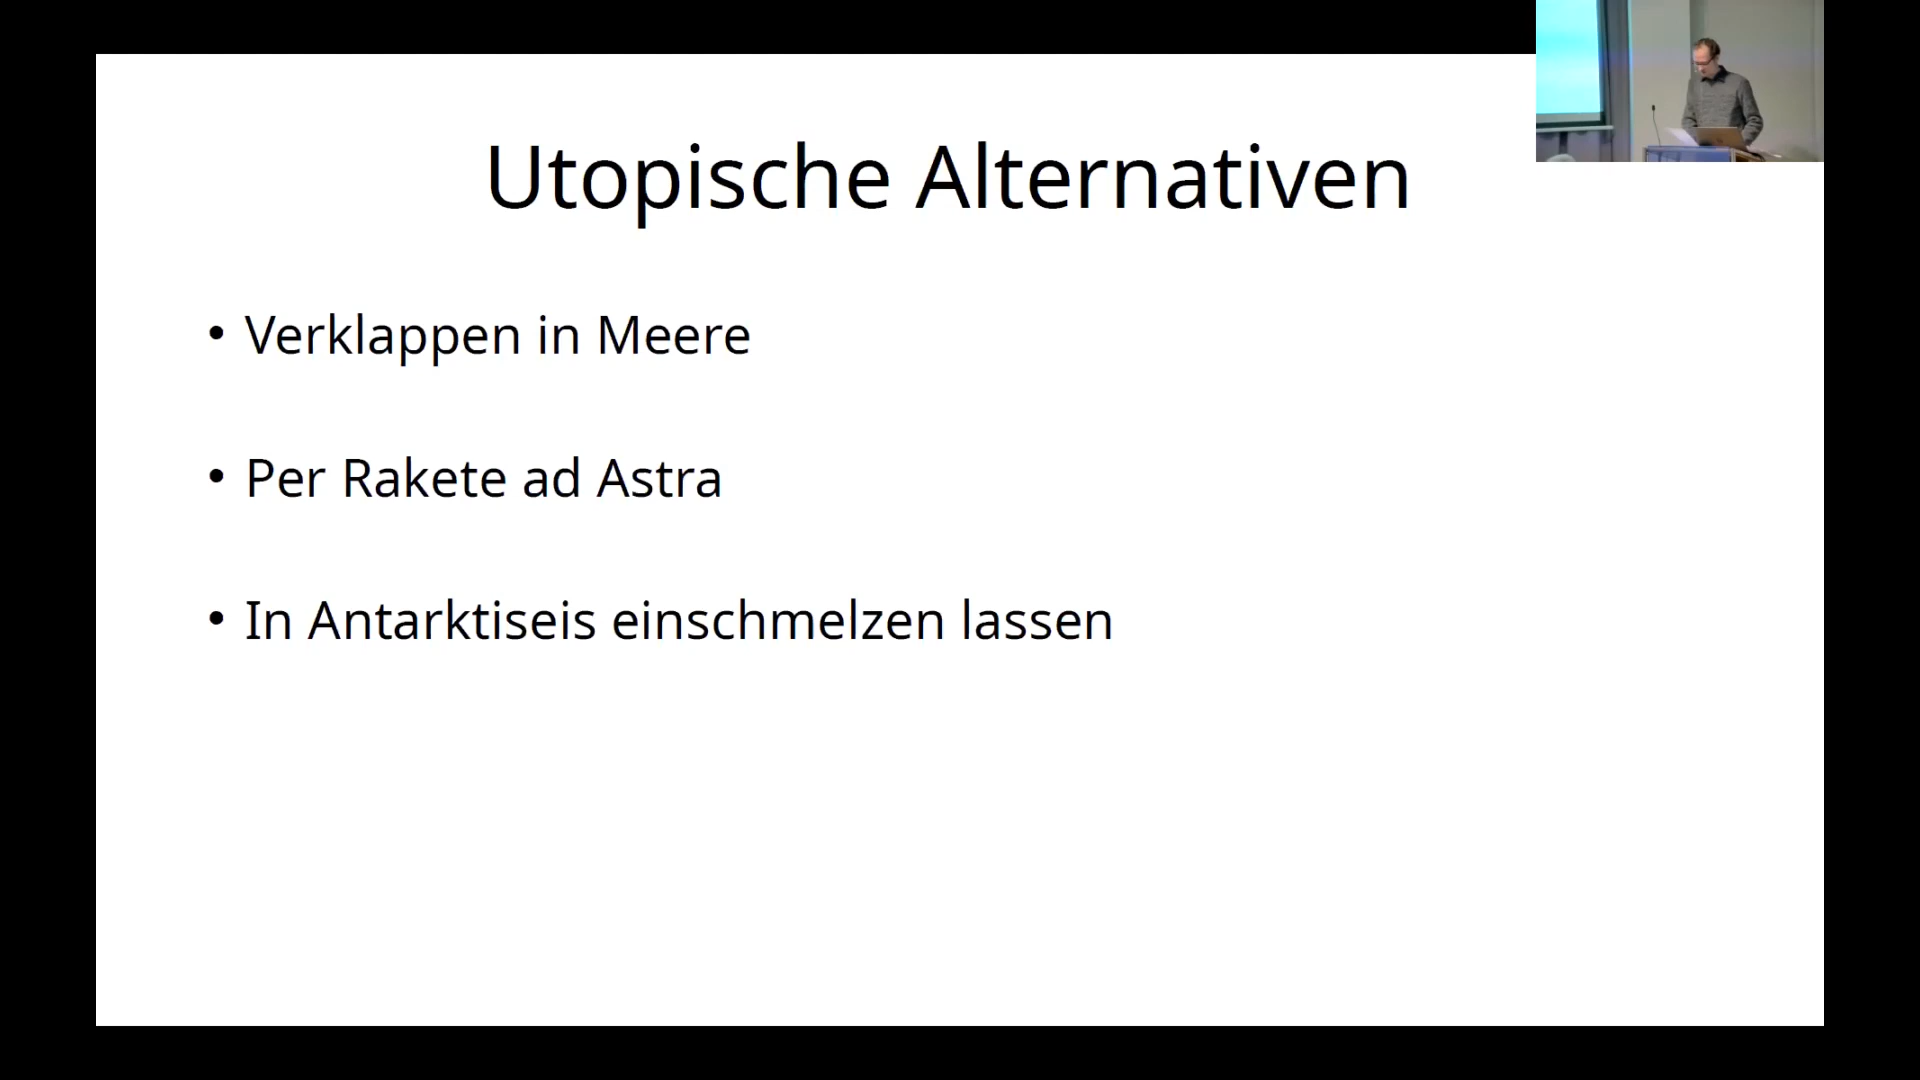 Utopische Alternativen
• Verklappen in Meere
• Per Rakete ad Astra
• In Antarktiseis einschmelzen lassen